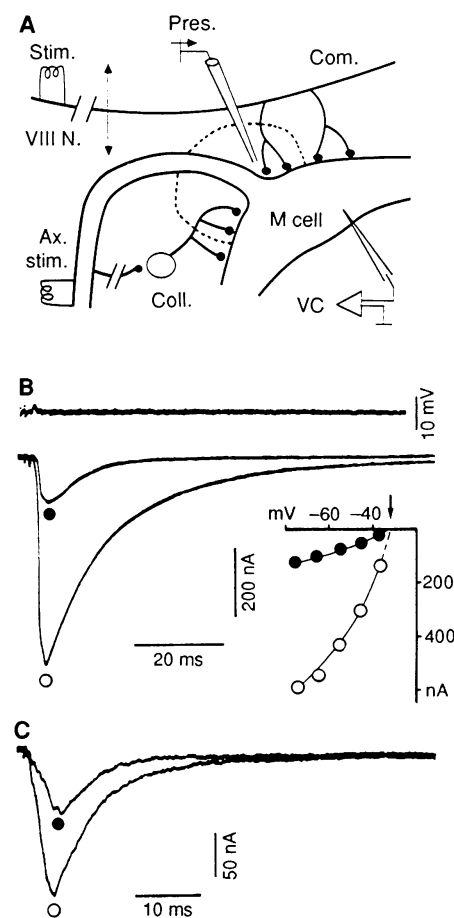 A
Pres.
Stim.
Com.
VIII N.
M cell
Ax.
stim.
Coll.
VC
B
10 mV
mV –60 –40
200 nA
200
400
nA
20 ms
C
50 nA
10 ms